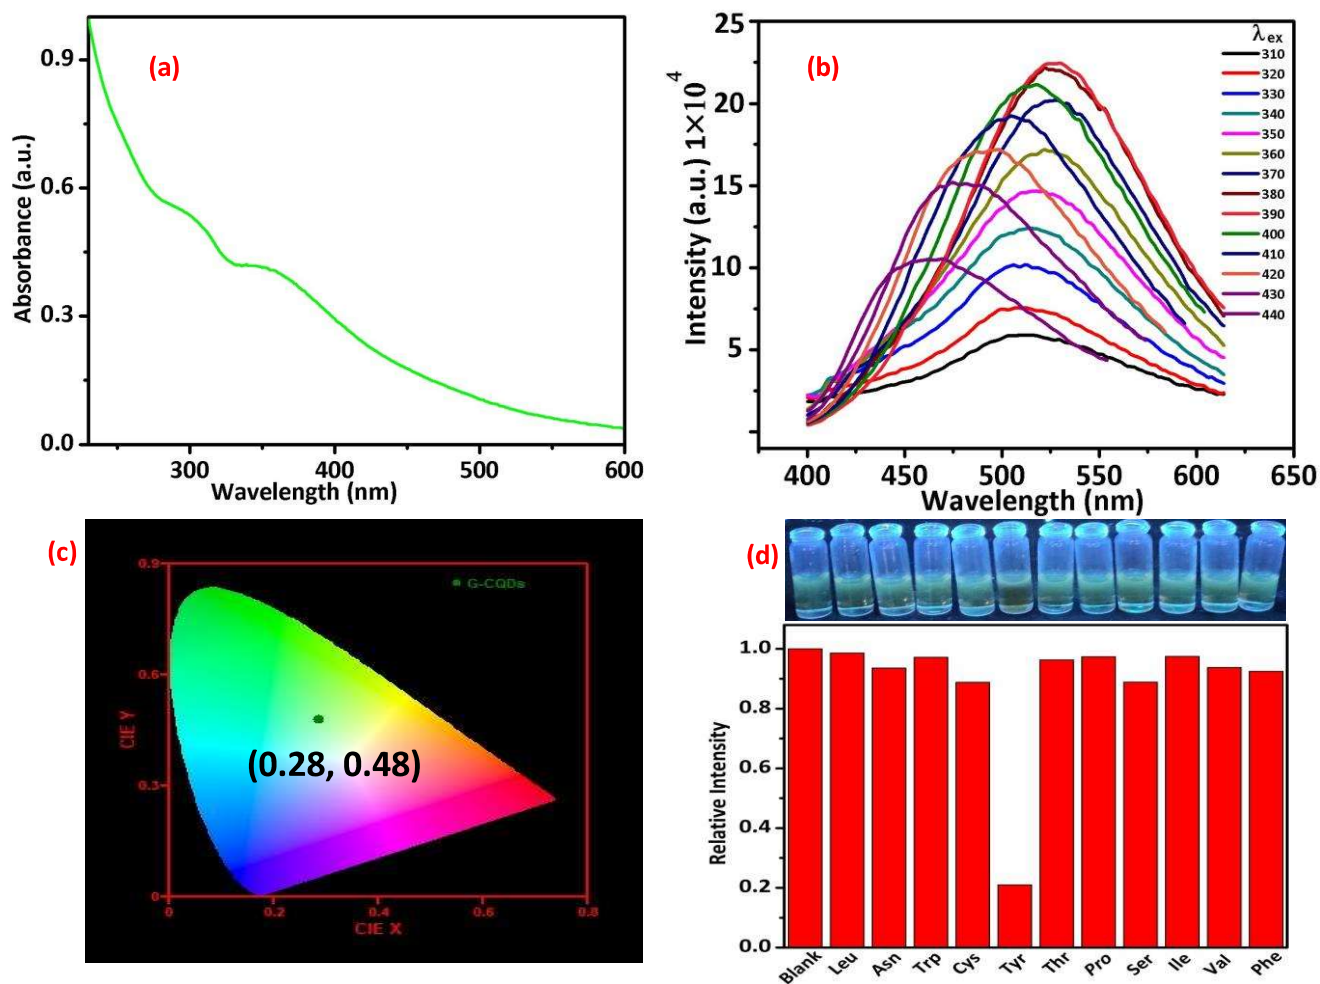 (a)
0.9
0.6
0.3
0.0
Absorbance (a.u.)
300
400
500
600
Wavelength (nm)
(b)
25
20
15
10
5
Intensity (a.u.) 1×10⁴
λex
310
320
330
340
350
360
370
380
390
400
410
420
430
440
400
450
500
550
600
650
Wavelength (nm)
(c)
0.9
0.6
0.3
0
CIE Y
G-CQDs
(0.28, 0.48)
0
0.2
0.4
0.6
0.8
CIE X
(d)
1.0
0.8
0.6
0.4
0.2
0.0
Relative Intensity
Blank
Leu
Asn
Trp
Cys
Tyr
Thr
Pro
Ser
Ile
Val
Phe